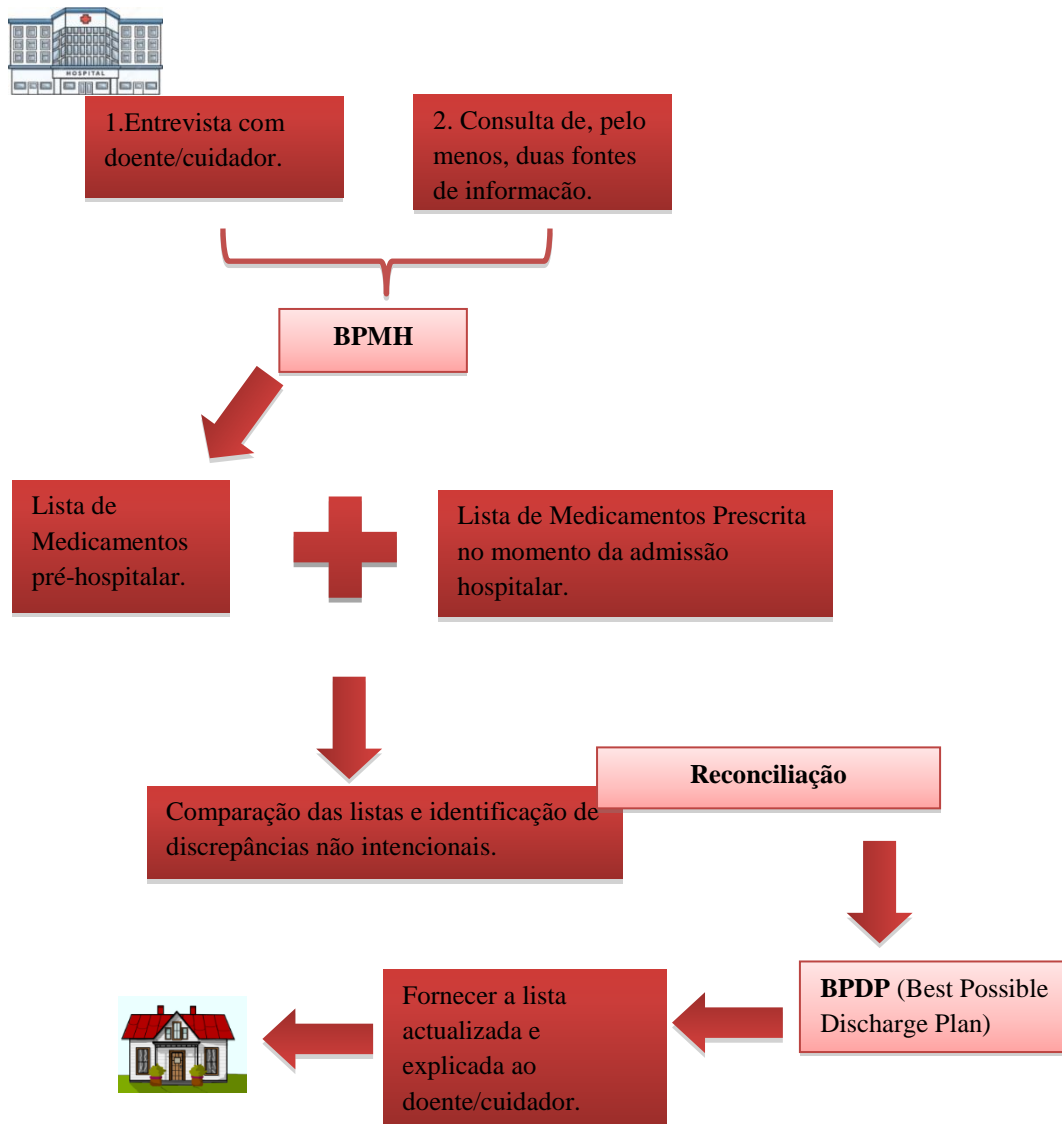 HOSPITAL
1.Entrevista com
doente/cuidador.
2. Consulta de, pelo
menos, duas fontes
de informacão.
BPMH
Lista de
Medicamentos
pré-hospitalar.
Lista de Medicamentos Prescrita
no momento da admissão
hospitalar.
Reconciliação
Comparação das listas e identificação de
discrepâncias não intencionais.
BPDP (Best Possible
Discharge Plan)
Fornecer a lista
actualizada e
explicada ao
doente/cuidador.